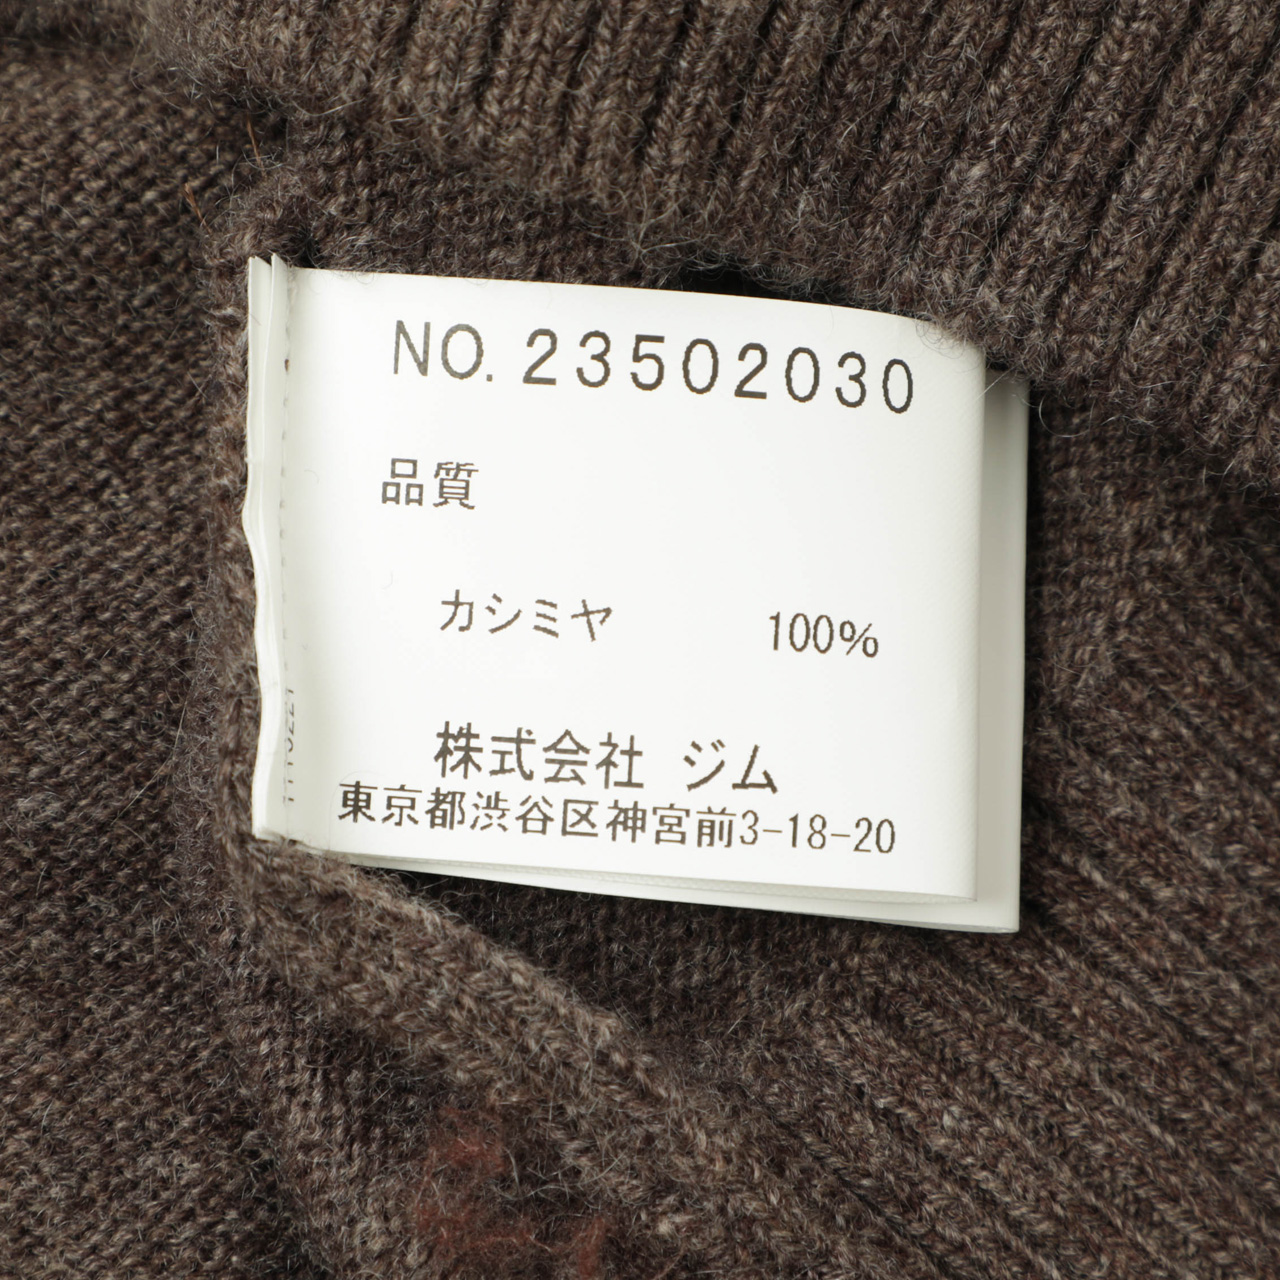 NO. 23502030
品質
カシミヤ 100%
株式会社 ジム
東京都渋谷区神宮前3-18-20